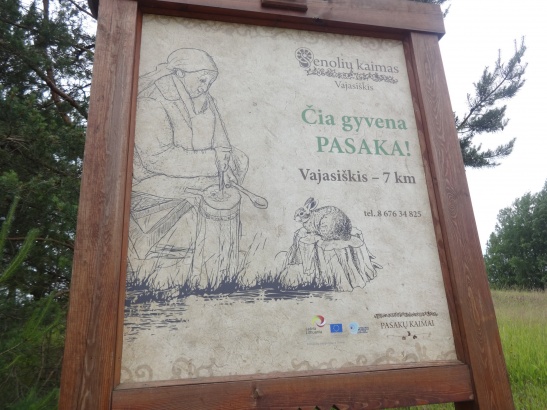 Senolių kaimas
Vajasiškis
Čia gyvena
PASAKA!
Vajasiškis – 7 km
tel. 8 676 34 825
PASAKŲ KAIMAI